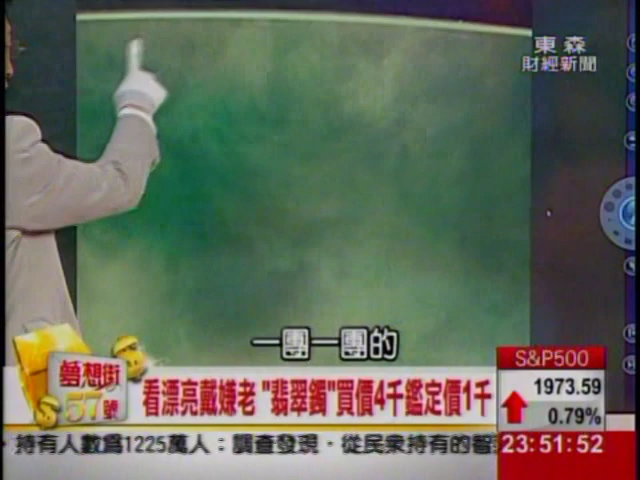 東森
財經新聞
一團一團的
夢想街
57號
看漂亮戴嫌老 "翡翠鐲"買價4千鑑定價1千
S&P500
1973.59
0.79%
持有人數為1225萬人：調查發現，從民眾持有的智
23:51:52